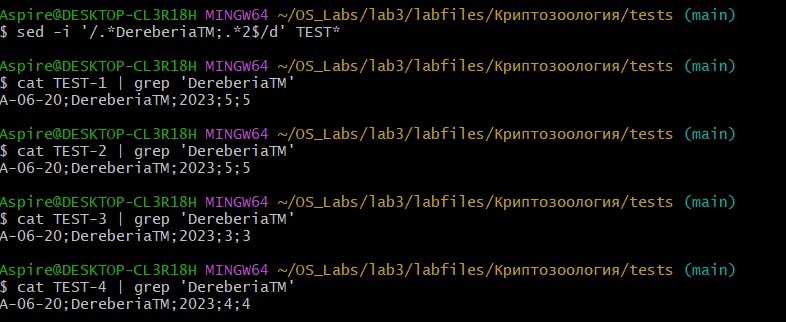 Aspire@DESKTOP-CL3R18H MINGW64 ~/OS_Labs/lab3/labfiles/Криптозоология/tests (main)
$ sed -i '/.*DereberiaTM;.*2$/d' TEST*
Aspire@DESKTOP-CL3R18H MINGW64 ~/OS_Labs/lab3/labfiles/Криптозоология/tests (main)
$ cat TEST-1 | grep 'DereberiaTM'
A-06-20;DereberiaTM;2023;5;5
Aspire@DESKTOP-CL3R18H MINGW64 ~/OS_Labs/lab3/labfiles/Криптозоология/tests (main)
$ cat TEST-2 | grep 'DereberiaTM'
A-06-20;DereberiaTM;2023;5;5
Aspire@DESKTOP-CL3R18H MINGW64 ~/OS_Labs/lab3/labfiles/Криптозоология/tests (main)
$ cat TEST-3 | grep 'DereberiaTM'
A-06-20;DereberiaTM;2023;3;3
Aspire@DESKTOP-CL3R18H MINGW64 ~/OS_Labs/lab3/labfiles/Криптозоология/tests (main)
$ cat TEST-4 | grep 'DereberiaTM'
A-06-20;DereberiaTM;2023;4;4